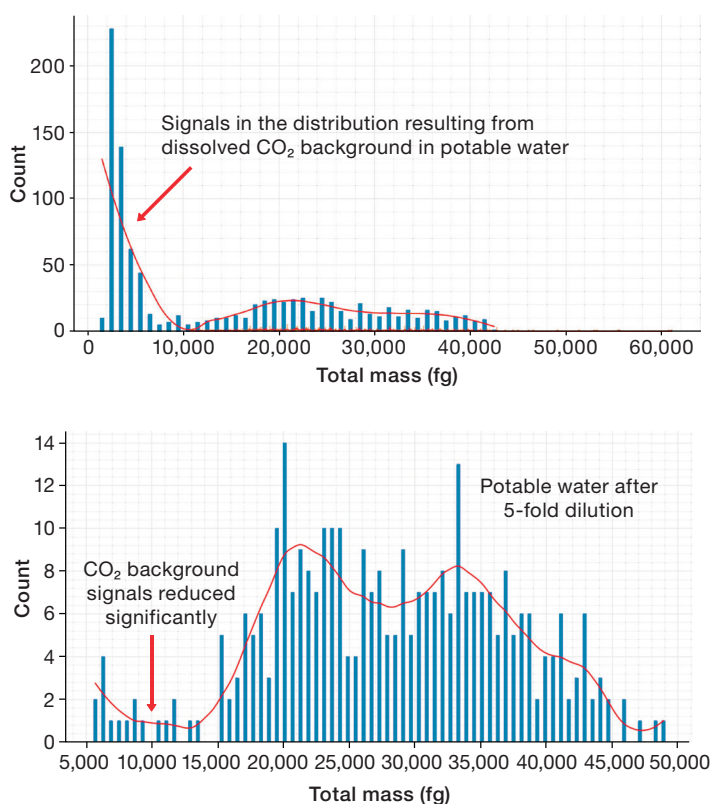 200
150
100
50
0
Count
Signals in the distribution resulting from
dissolved CO₂ background in potable water
0 10,000 20,000 30,000 40,000 50,000 60,000
Total mass (fg)
14
12
10
8
6
4
2
0
Count
Potable water after
5-fold dilution
CO₂ background
signals reduced
significantly
5,000 10,000 15,000 20,000 25,000 30,000 35,000 40,000 45,000 50,000
Total mass (fg)